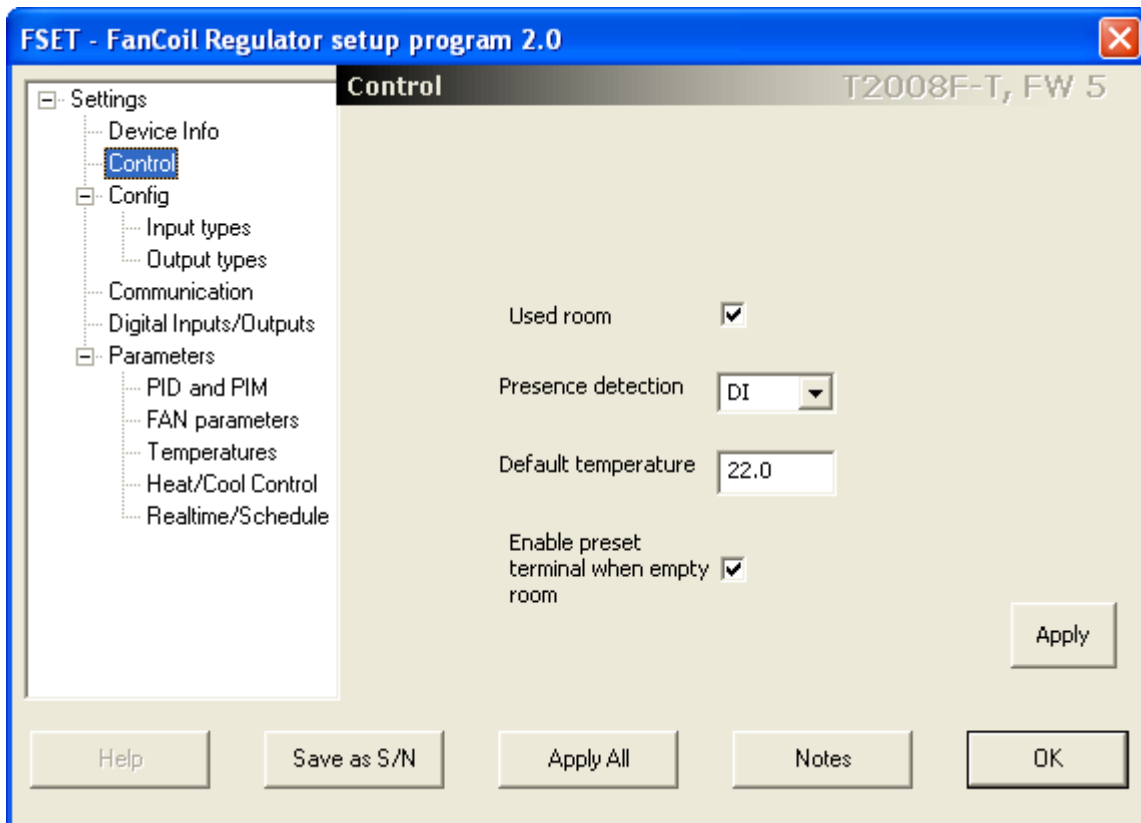 FSET - FanCoil Regulator setup program 2.0
Settings
Device Info
Control
Config
Input types
Output types
Communication
Digital Inputs/Outputs
Parameters
PID and PIM
FAN parameters
Temperatures
Heat/Cool Control
Realtime/Schedule
Control
T2008F-T, FW 5
Used room
Presence detection
DI
Default temperature
22.0
Enable preset
terminal when empty
room
Apply
Help
Save as S/N
Apply All
Notes
OK